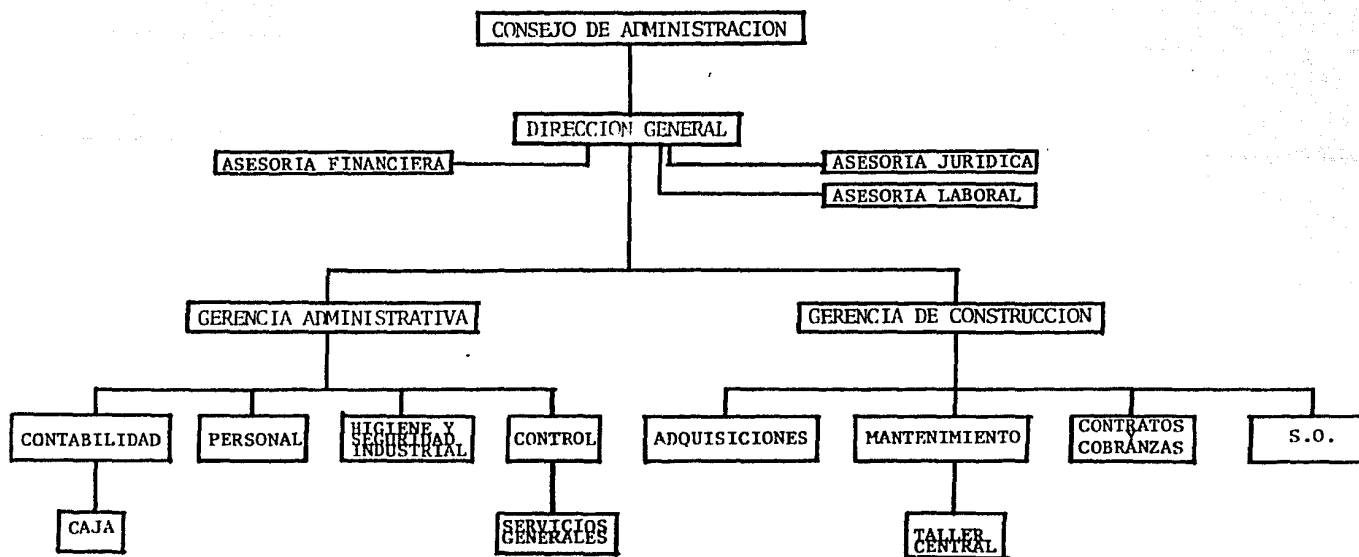 CONSEJO DE ADMINISTRACION
DIRECCION GENERAL
ASESORIA FINANCIERA
ASESORIA JURIDICA
ASESORIA LABORAL
GERENCIA ADMINISTRATIVA
GERENCIA DE CONSTRUCCION
CONTABILIDAD
PERSONAL
HIGIENE Y
SEGURIDAD
INDUSTRIAL
CONTROL
ADQUISICIONES
MANTENIMIENTO
CONTRATOS
Y
COBRANZAS
S.O.
CAJA
SERVICIOS
GENERALES
TALLER
CENTRAL